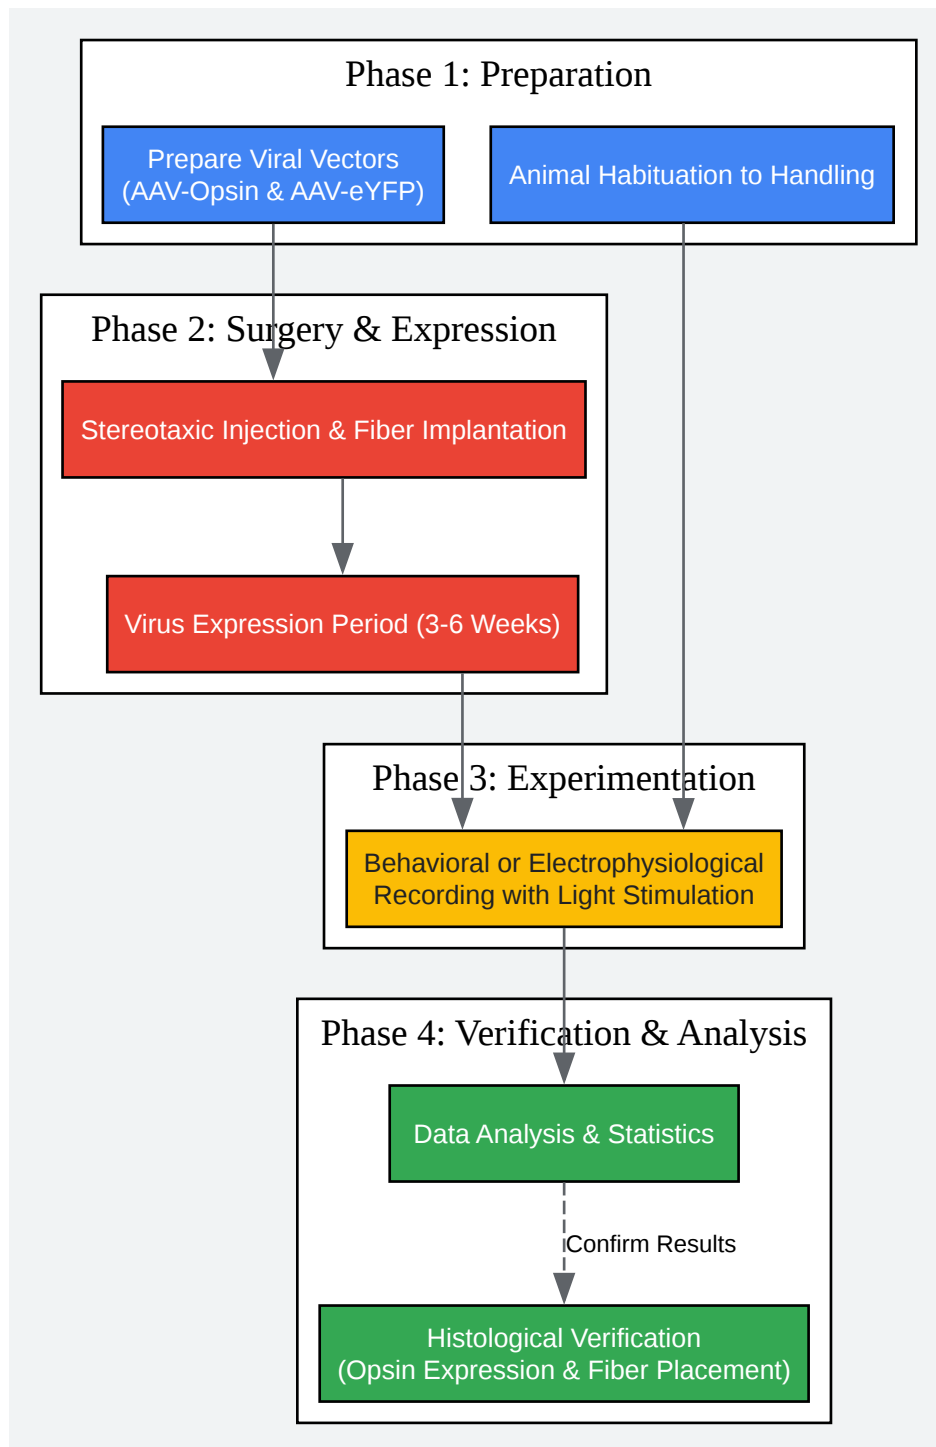 Phase 1: Preparation
Prepare Viral Vectors
(AAV-Opsin & AAV-eYFP)
Animal Habituation to Handling
Phase 2: Surgery & Expression
Stereotaxic Injection & Fiber Implantation
Virus Expression Period (3-6 Weeks)
Phase 3: Experimentation
Behavioral or Electrophysiological
Recording with Light Stimulation
Phase 4: Verification & Analysis
Data Analysis & Statistics
Confirm Results
Histological Verification
(Opsin Expression & Fiber Placement)